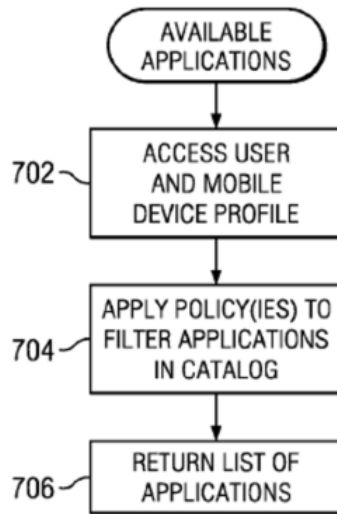 AVAILABLE
APPLICATIONS
702
ACCESS USER
AND MOBILE
DEVICE PROFILE
704
APPLY POLICY(IES) TO
FILTER APPLICATIONS
IN CATALOG
706
RETURN LIST OF
APPLICATIONS